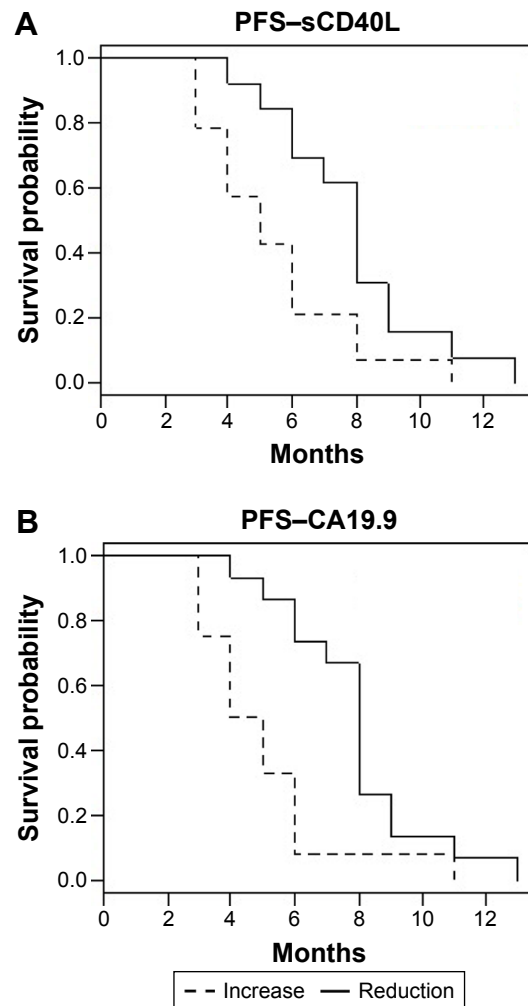 A
PFS–sCD40L
Survival probability
1.0
0.8
0.6
0.4
0.2
0.0
0 2 4 6 8 10 12
Months
B
PFS–CA19.9
Survival probability
1.0
0.8
0.6
0.4
0.2
0.0
0 2 4 6 8 10 12
Months
Increase Reduction